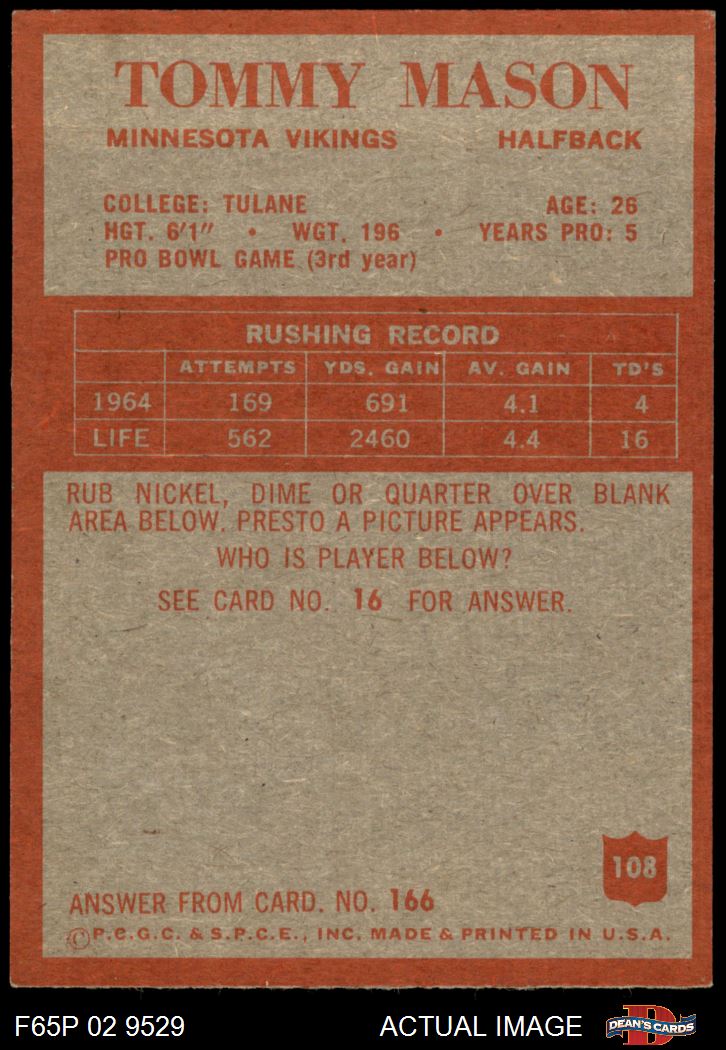 TOMMY MASON
MINNESOTA VIKINGS HALFBACK
COLLEGE: TULANE AGE: 26
HGT. 6'1" • WGT. 196 • YEARS PRO: 5
PRO BOWL GAME (3rd year)
RUSHING RECORD
ATTEMPTS YDS. GAIN AV. GAIN TD'S
1964 169 691 4.1 4
LIFE 562 2460 4.4 16
RUB NICKEL, DIME OR QUARTER OVER BLANK
AREA BELOW. PRESTO A PICTURE APPEARS.
WHO IS PLAYER BELOW?
SEE CARD NO. 16 FOR ANSWER.
108
ANSWER FROM CARD. NO. 166
©P.C.G.C. & S.P.C.E., INC. MADE & PRINTED IN U.S.A.
F65P 02 9529 ACTUAL IMAGE D DEAN'S CARDS